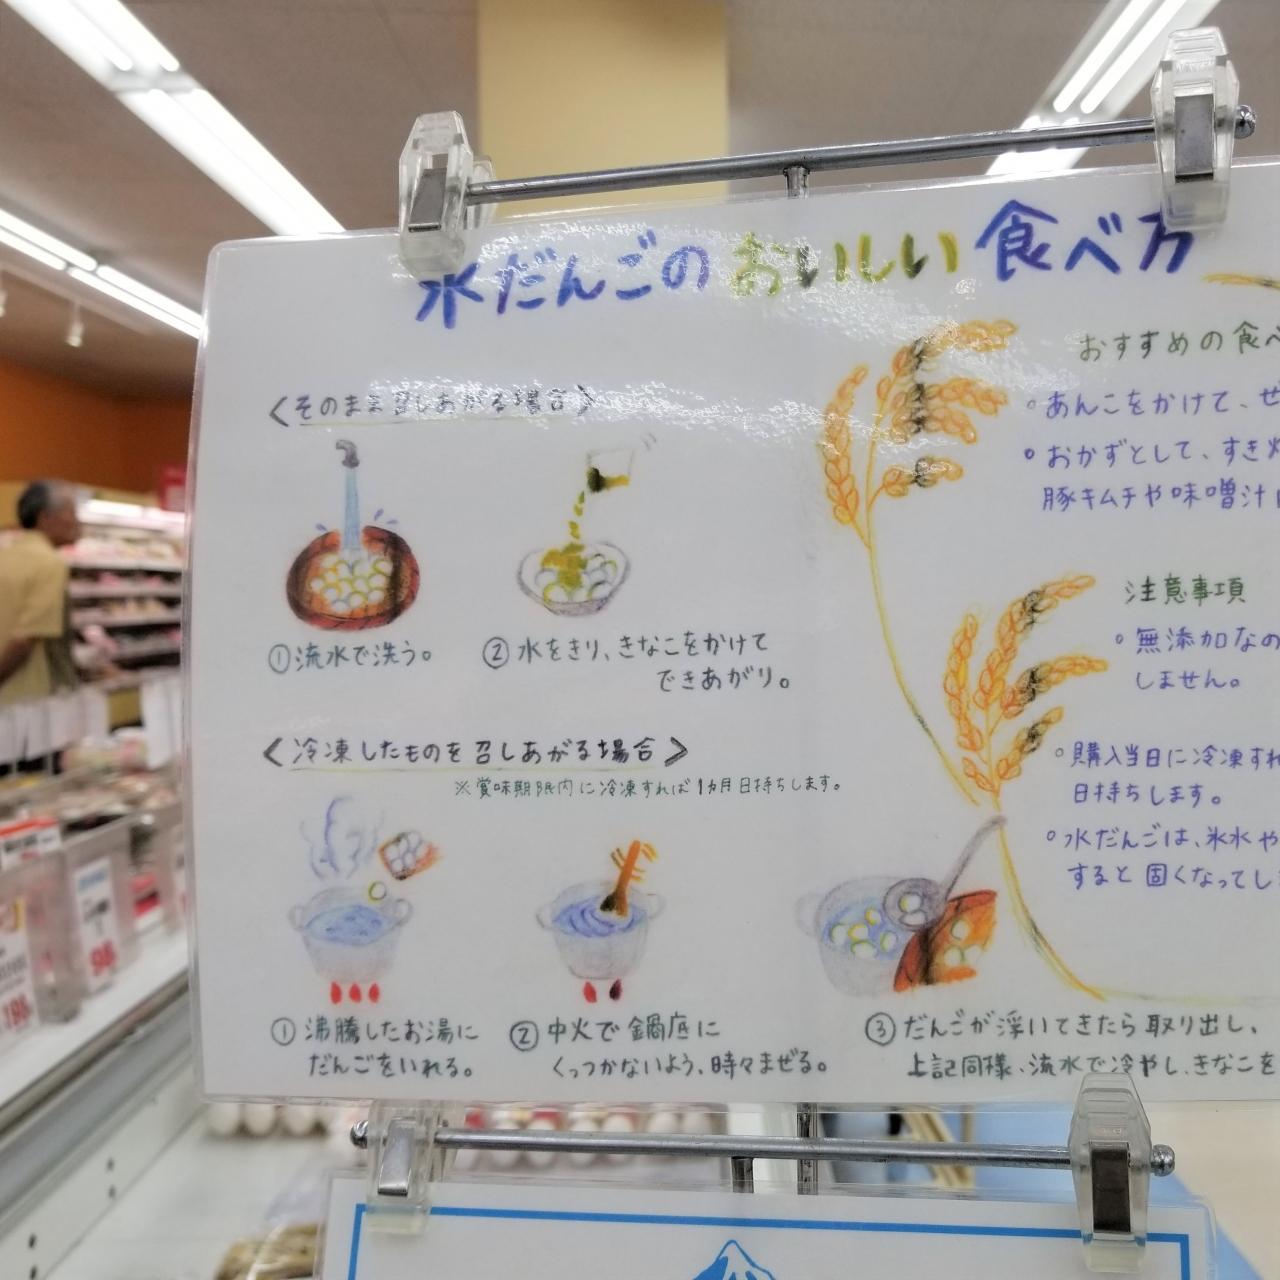 水だんごのおいしい食べ方
<そのまま召しあがる場合>
①流水で洗う。
②水をきり、きなこをかけて
できあがり。
<冷凍したものを召しあがる場合>
※賞味期限内に冷凍すれば1カ月日持ちします。
①沸騰したお湯に
だんごをいれる。
②中火で鍋底に
くっつかないよう、時々まぜる。
③だんごが浮いてきたら取り出し、
上記同様、流水で冷やし、きなこを
おすすめの食べ
・あんこをかけて、ぜ
・おかずとして、すき
豚キムチや味噌汁に
注意事項
・無添加なの
しません。
・購入当日に冷凍すれ
日持ちします。
・水だんごは、氷水や
すると固くなってし
98
186